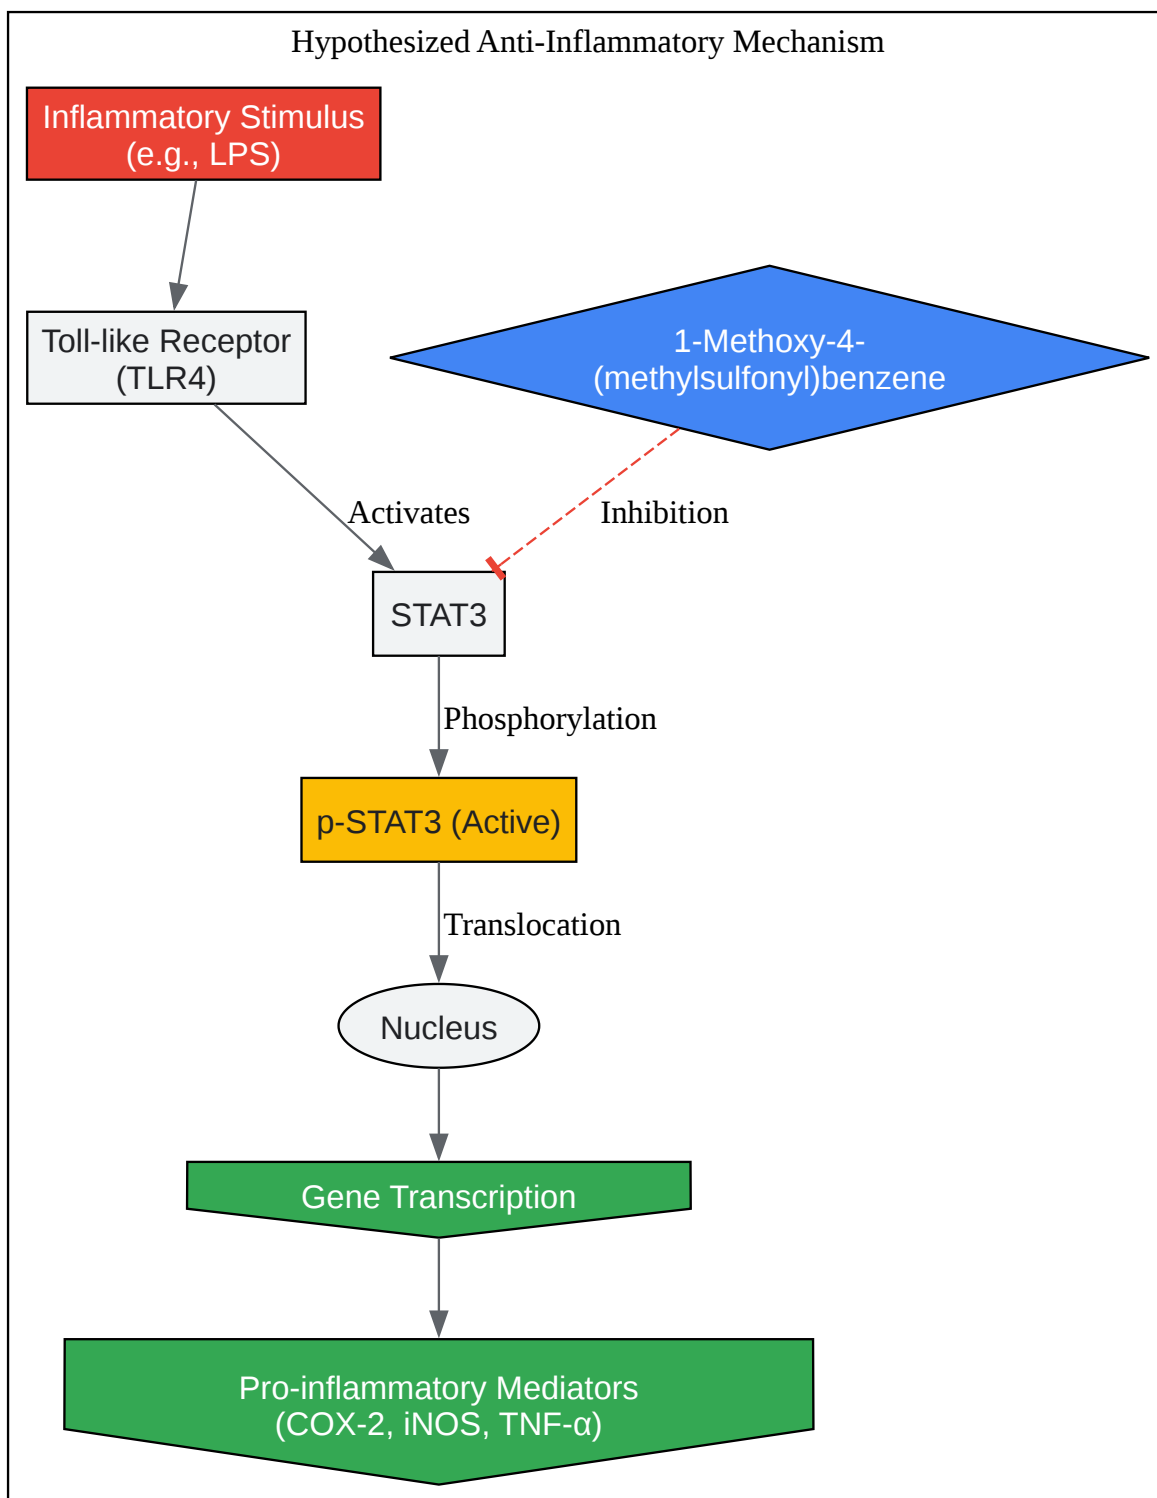 Hypothesized Anti-Inflammatory Mechanism
Inflammatory Stimulus
(e.g., LPS)
Toll-like Receptor
(TLR4)
1-Methoxy-4-
(methylsulfonyl)benzene
Activates
Inhibition
STAT3
Phosphorylation
p-STAT3 (Active)
Translocation
Nucleus
Gene Transcription
Pro-inflammatory Mediators
(COX-2, iNOS, TNF-α)